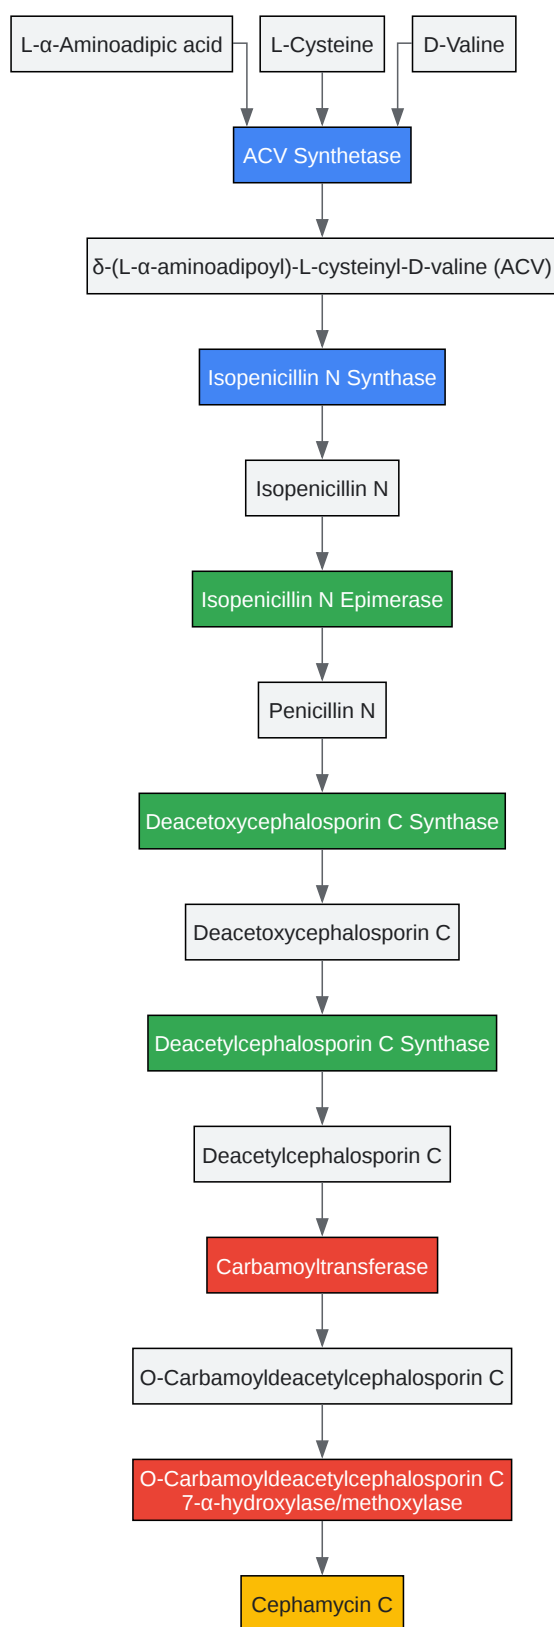 L-α-Aminoadipic acid
L-Cysteine
D-Valine
ACV Synthetase
δ-(L-α-aminoadipoyl)-L-cysteinyl-D-valine (ACV)
Isopenicillin N Synthase
Isopenicillin N
Isopenicillin N Epimerase
Penicillin N
Deacetoxycephalosporin C Synthase
Deacetoxycephalosporin C
Deacetylcephalosporin C Synthase
Deacetylcephalosporin C
Carbamoyltransferase
O-Carbamoyldeacetylcephalosporin C
O-Carbamoyldeacetylcephalosporin C
7-α-hydroxylase/methoxylase
Cephamycin C